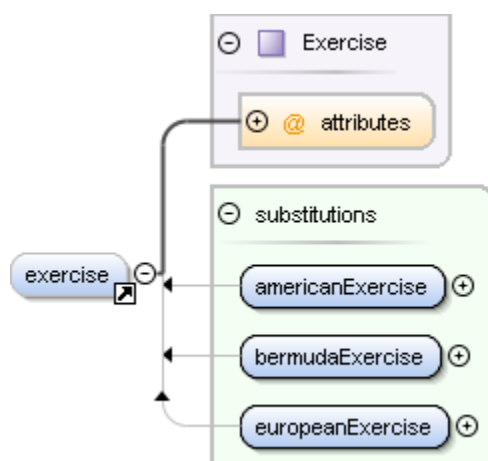 Exercise
@ attributes
substitutions
exercise
americanExercise
bermudaExercise
europeanExercise